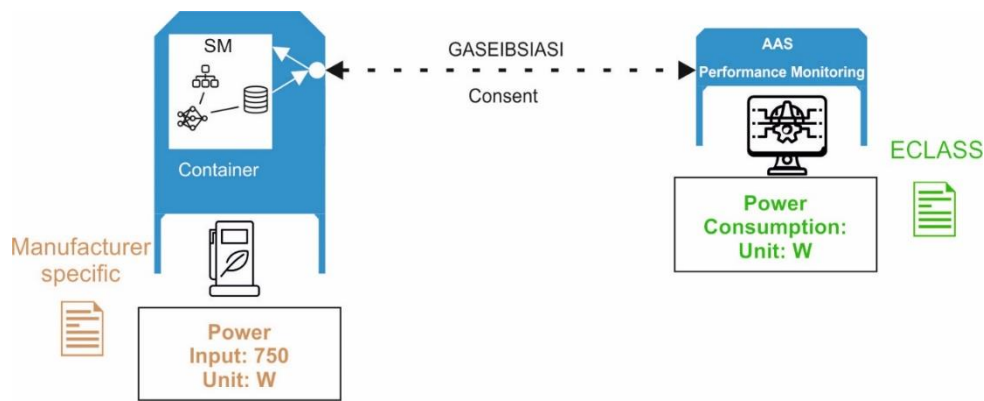 SM
GASEIBSIASI
Consent
Container
AAS
Performance Monitoring
ECLASS
Power
Consumption:
Unit: W
Manufacturer
specific
Power
Input: 750
Unit: W